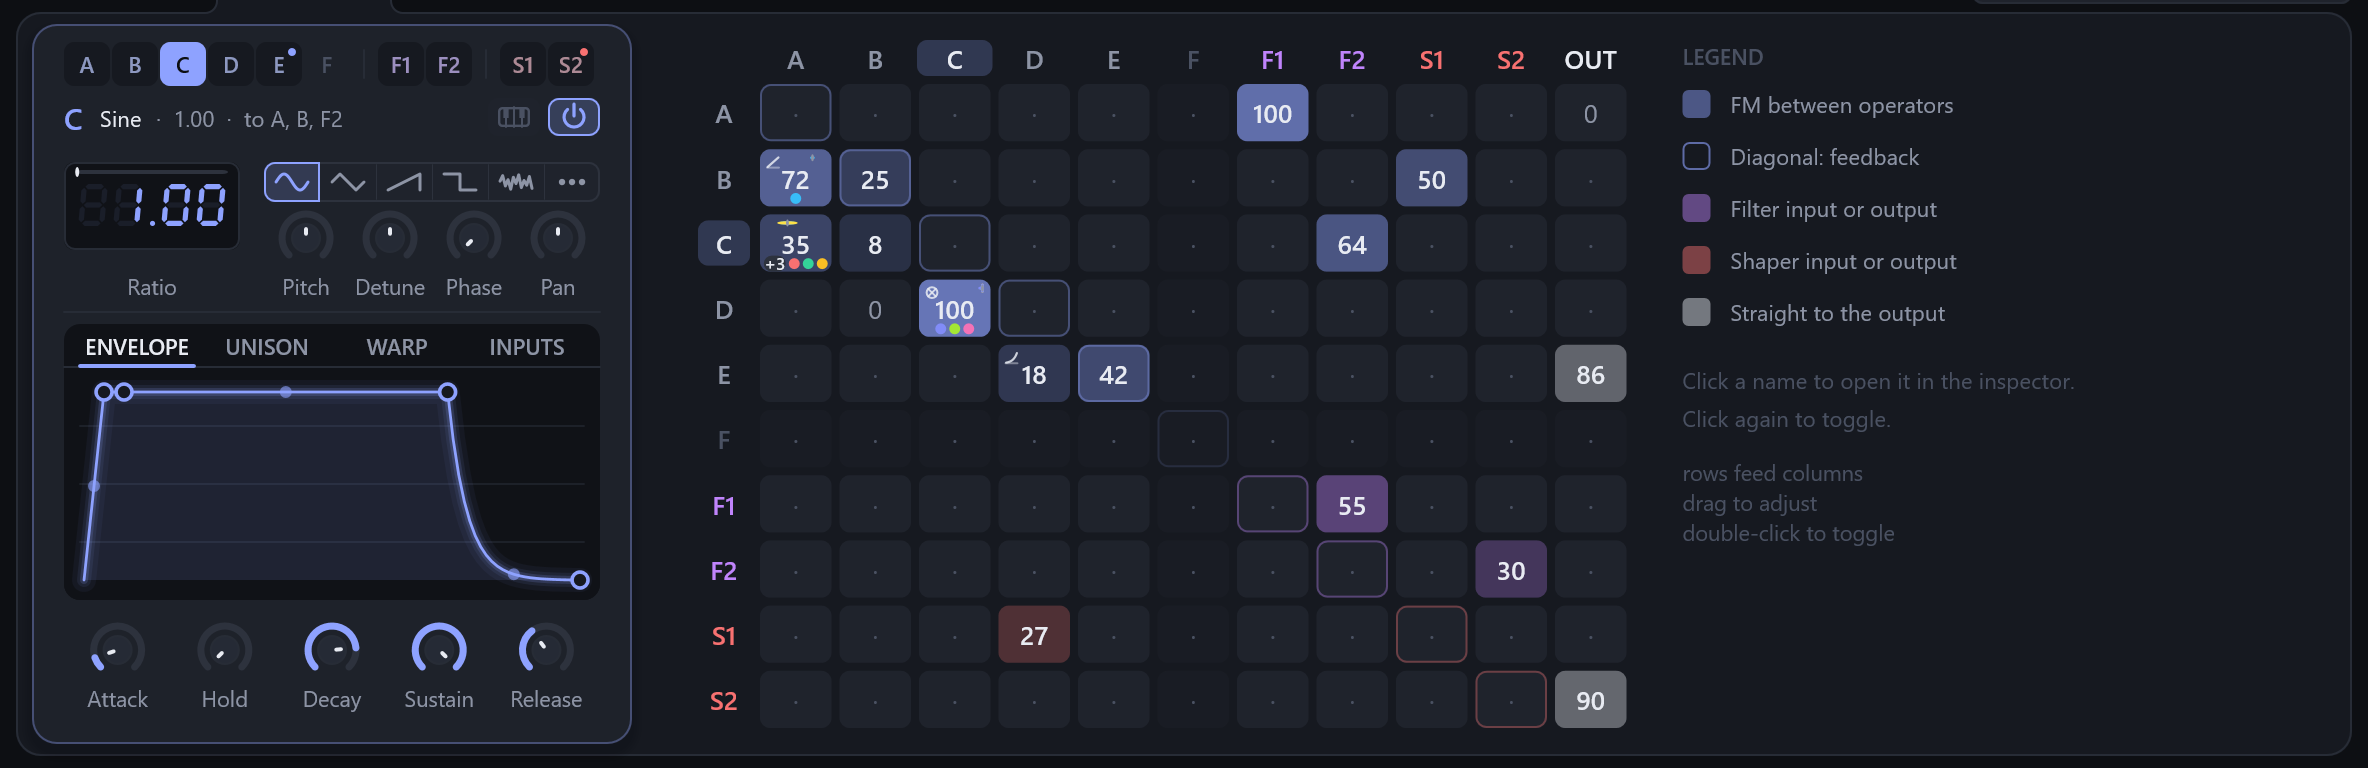 A B C D E F F1 F2 S1 S2
C Sine · 1.00 · to A, B, F2
1.00
Ratio Pitch Detune Phase Pan
ENVELOPE UNISON WARP INPUTS
Attack Hold Decay Sustain Release
A B C D E F F1 F2 S1 S2 OUT
A 100 0
B 72 25 50
C 35 8 64
+3
D 0 100
E 18 42 86
F
F1 55
F2 30
S1 27
S2 90
LEGEND
FM between operators
Diagonal: feedback
Filter input or output
Shaper input or output
Straight to the output
Click a name to open it in the inspector.
Click again to toggle.
rows feed columns
drag to adjust
double-click to toggle